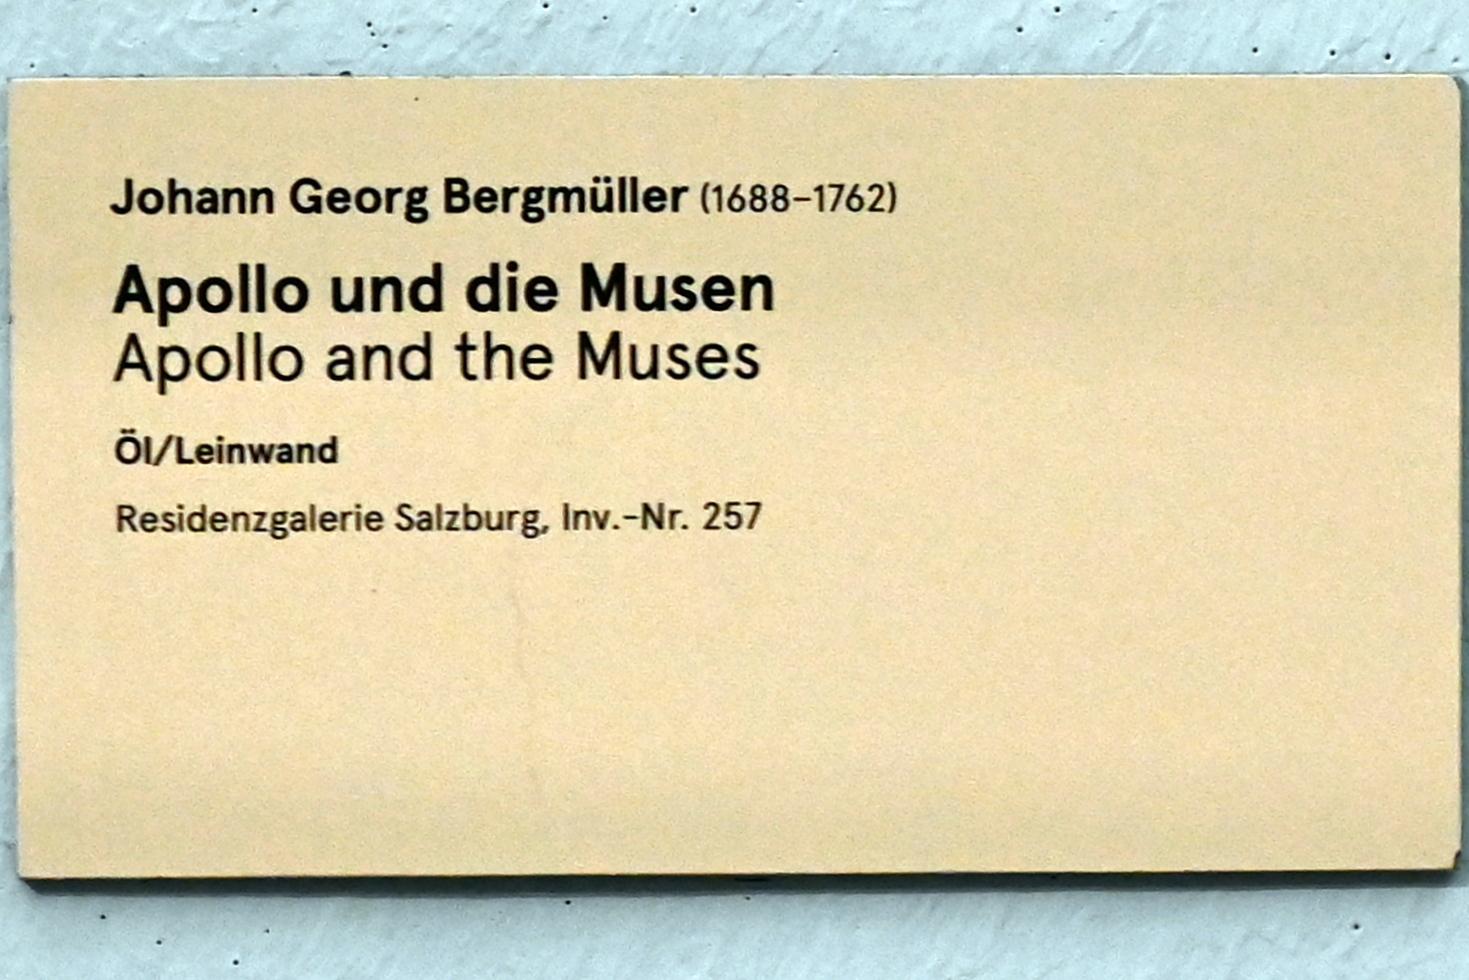 Johann Georg Bergmüller (1688–1762)
Apollo und die Musen
Apollo and the Muses
Öl/Leinwand
Residenzgalerie Salzburg, Inv.-Nr. 257